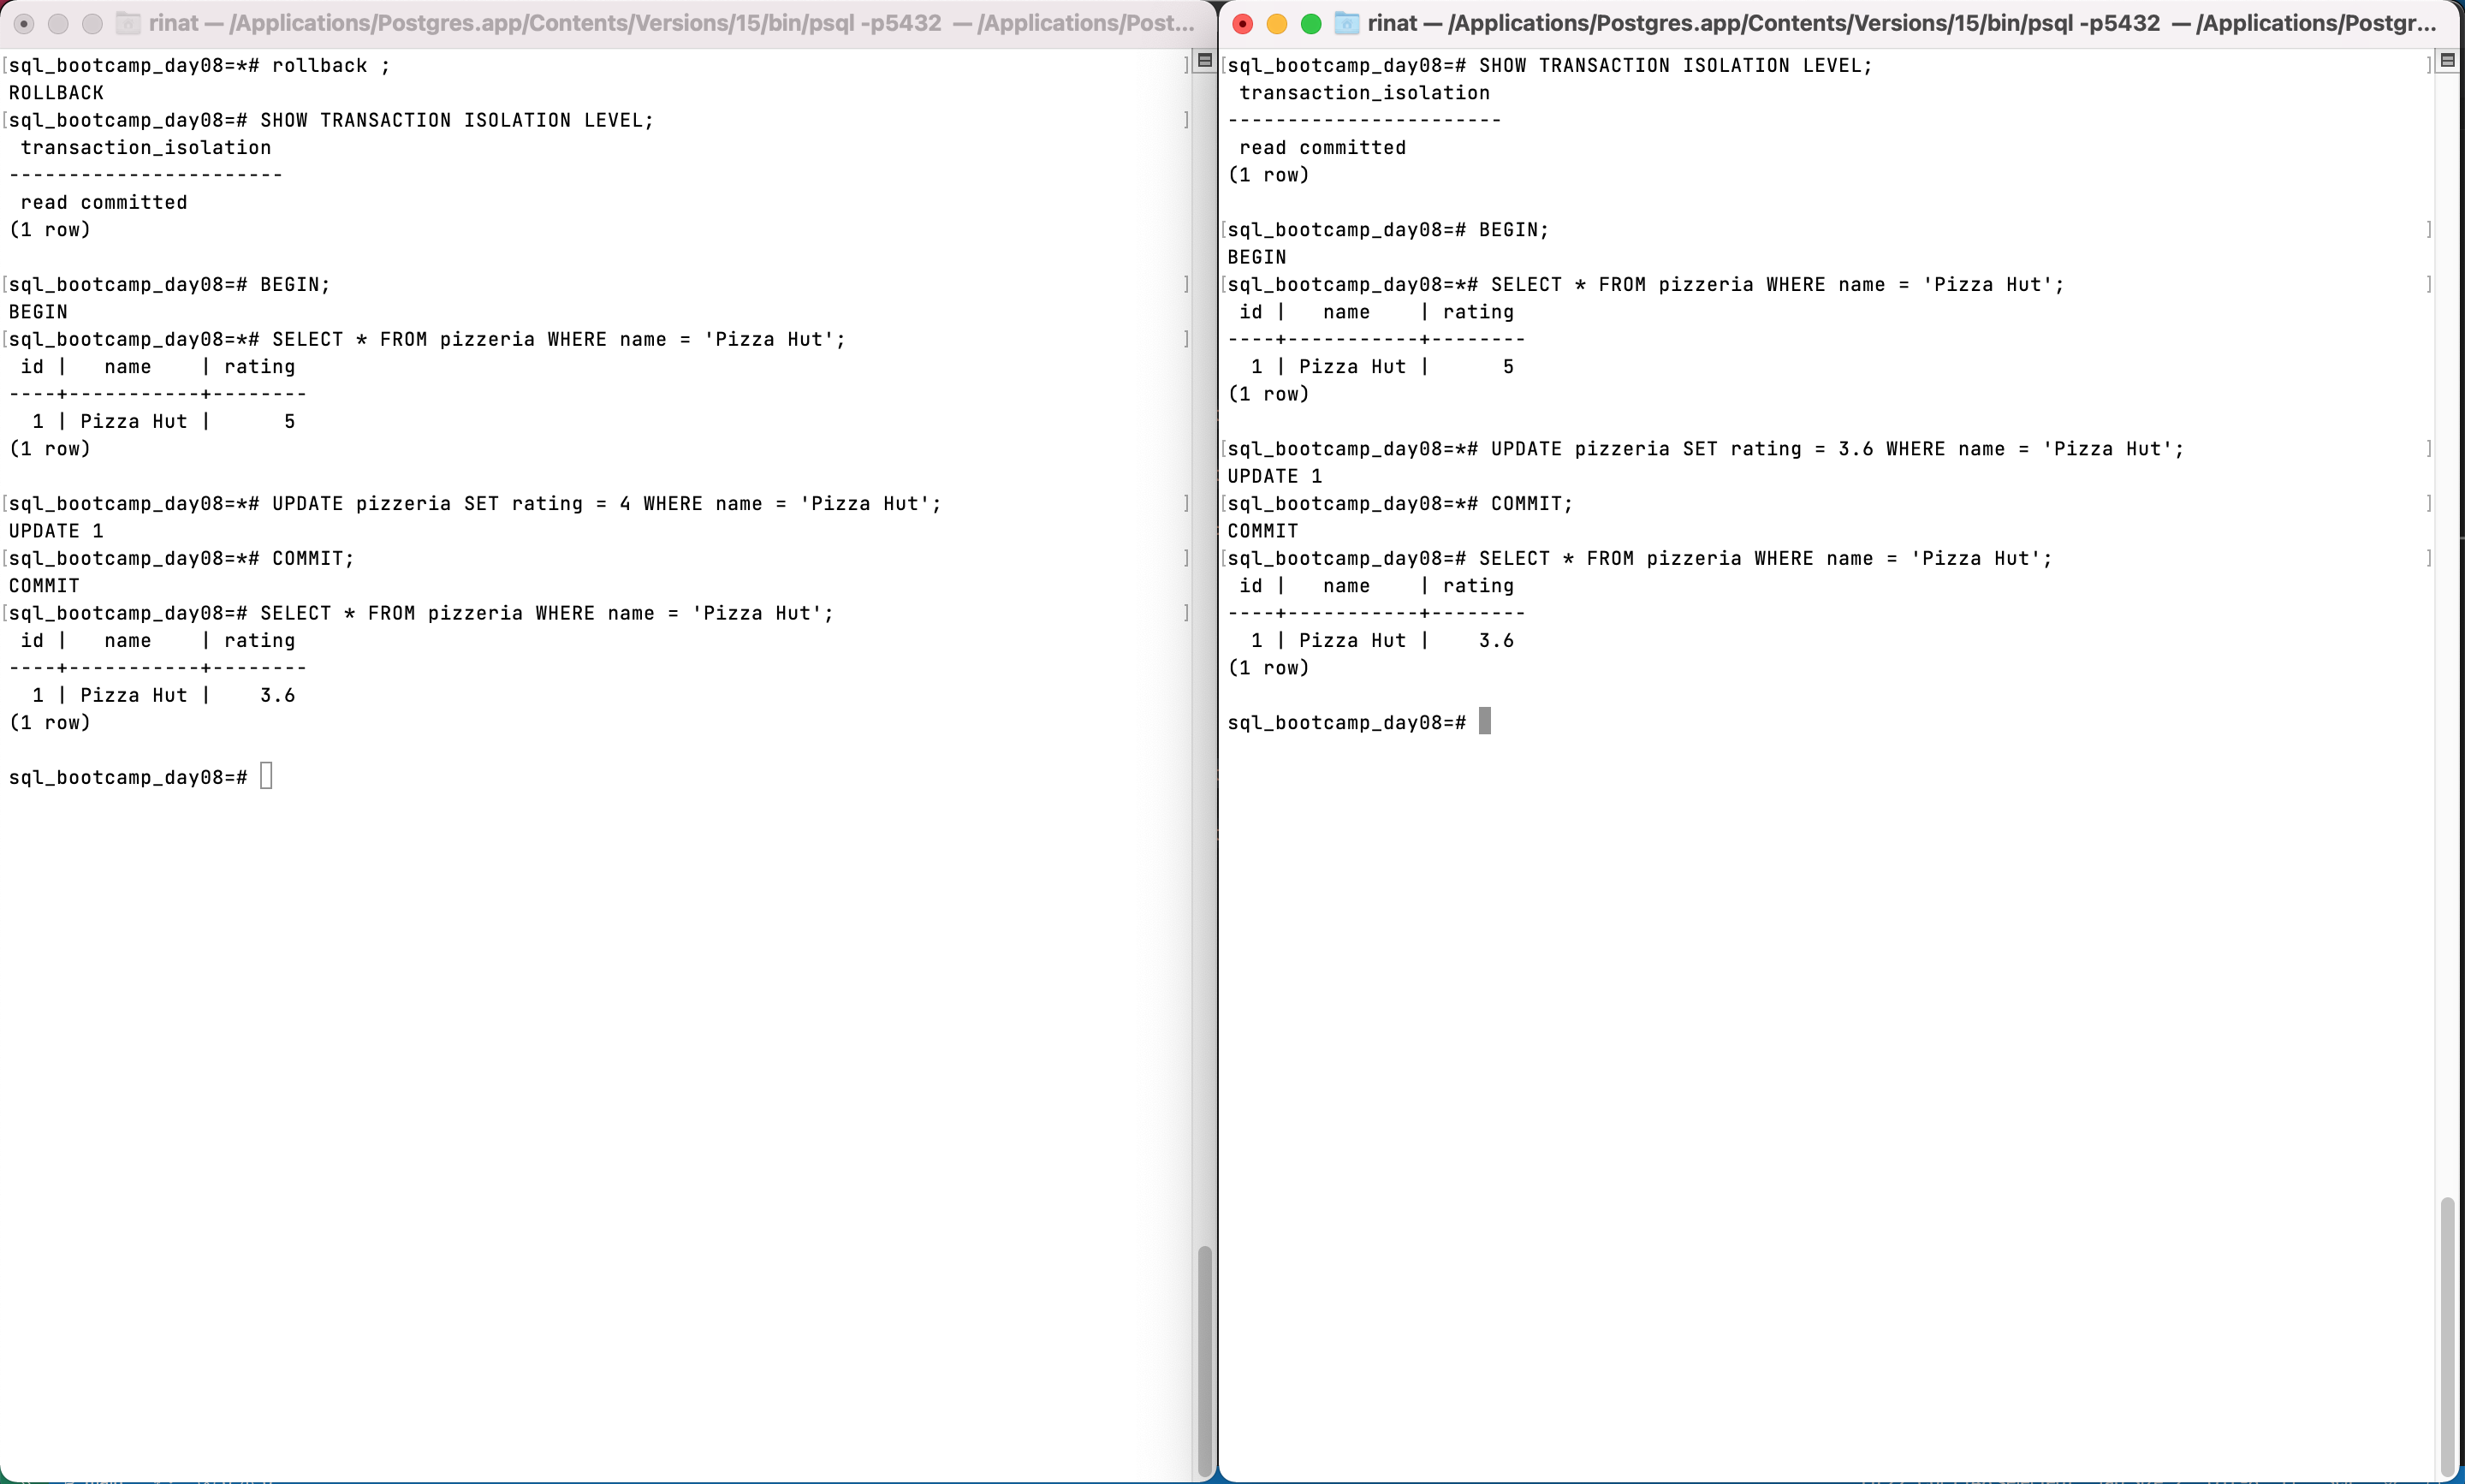 rinat — /Applications/Postgres.app/Contents/Versions/15/bin/psql -p5432 — /Applications/Post...
[sql_bootcamp_day08=*# rollback ; ]
ROLLBACK
[sql_bootcamp_day08=# SHOW TRANSACTION ISOLATION LEVEL; ]
transaction_isolation
-----------------------
read committed
(1 row)
[sql_bootcamp_day08=# BEGIN; ]
BEGIN
[sql_bootcamp_day08=*# SELECT * FROM pizzeria WHERE name = 'Pizza Hut'; ]
id | name | rating
----+-----------+--------
1 | Pizza Hut | 5
(1 row)
[sql_bootcamp_day08=*# UPDATE pizzeria SET rating = 4 WHERE name = 'Pizza Hut'; ]
UPDATE 1
[sql_bootcamp_day08=*# COMMIT; ]
COMMIT
[sql_bootcamp_day08=# SELECT * FROM pizzeria WHERE name = 'Pizza Hut'; ]
id | name | rating
----+-----------+--------
1 | Pizza Hut | 3.6
(1 row)
sql_bootcamp_day08=#
rinat — /Applications/Postgres.app/Contents/Versions/15/bin/psql -p5432 — /Applications/Postgr...
[sql_bootcamp_day08=# SHOW TRANSACTION ISOLATION LEVEL; ]
transaction_isolation
-----------------------
read committed
(1 row)
[sql_bootcamp_day08=# BEGIN; ]
BEGIN
[sql_bootcamp_day08=*# SELECT * FROM pizzeria WHERE name = 'Pizza Hut'; ]
id | name | rating
----+-----------+--------
1 | Pizza Hut | 5
(1 row)
[sql_bootcamp_day08=*# UPDATE pizzeria SET rating = 3.6 WHERE name = 'Pizza Hut'; ]
UPDATE 1
[sql_bootcamp_day08=*# COMMIT; ]
COMMIT
[sql_bootcamp_day08=# SELECT * FROM pizzeria WHERE name = 'Pizza Hut'; ]
id | name | rating
----+-----------+--------
1 | Pizza Hut | 3.6
(1 row)
sql_bootcamp_day08=#